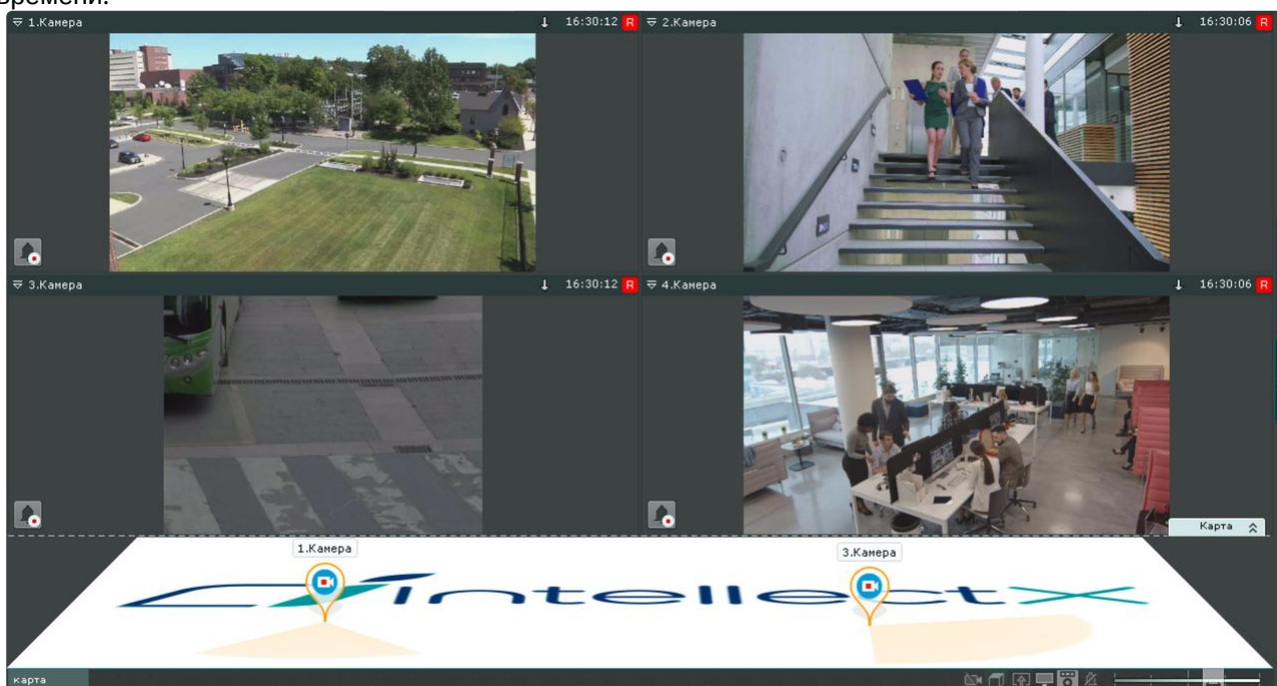 времени.
1.Камера 16:30:12 R
2.Камера 16:30:06 R
3.Камера 16:30:12 R
4.Камера 16:30:06 R
Карта
1.Камера
3.Камера
intellect X
карта